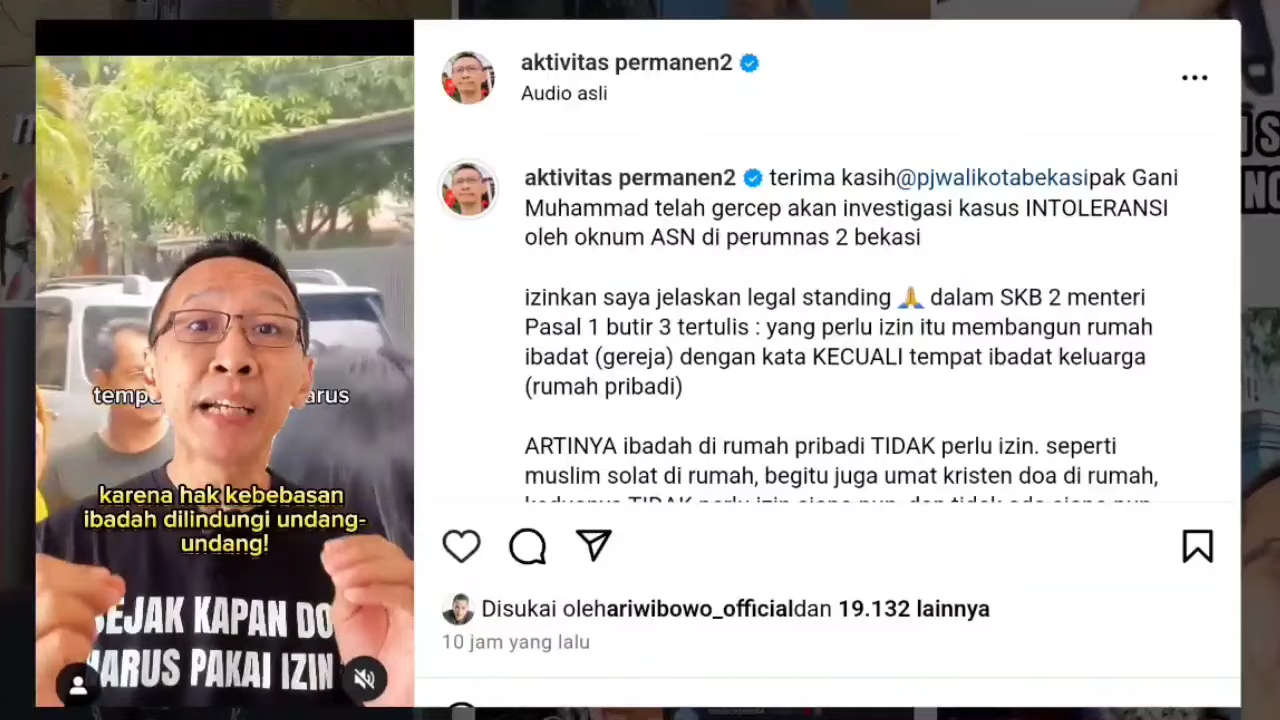 aktivitas permanen2
Audio asli
aktivitas permanen2 terima kasih@pjwalikotabekasipak Gani
Muhammad telah gercep akan investigasi kasus INTOLERANSI
oleh oknum ASN di perumnas 2 bekasi
izinkan saya jelaskan legal standing 🙏 dalam SKB 2 menteri
Pasal 1 butir 3 tertulis : yang perlu izin itu membangun rumah
ibadat (gereja) dengan kata KECUALI tempat ibadat keluarga
(rumah pribadi)
ARTINYA ibadah di rumah pribadi TIDAK perlu izin. seperti
muslim solat di rumah, begitu juga umat kristen doa di rumah,
Disukai olehariwibowo_officialdan 19.132 lainnya
10 jam yang lalu
karena hak kebebasan
ibadah dilindungi undang-
undang!
KAPAN
PAKAI IZIN